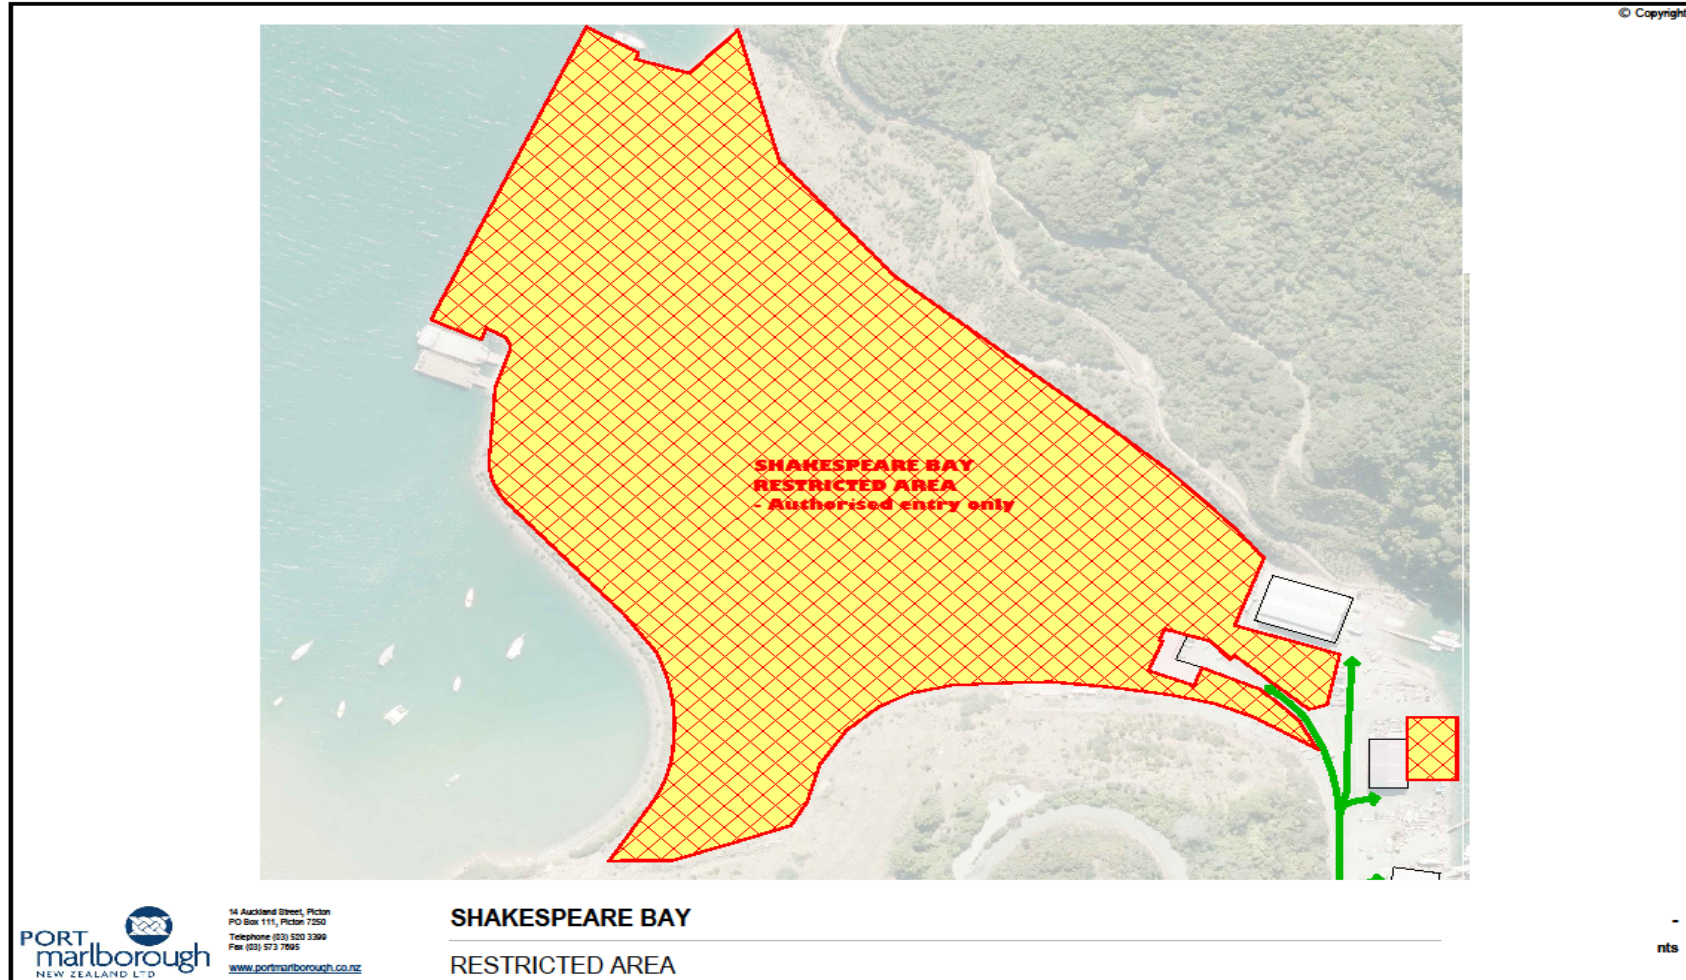 © Copyright
SHAKESPEARE BAY
RESTRICTED AREA
- Authorised entry only
PORT
marlborough
NEW ZEALAND LTD
14 Auckland Street, Picton
PO Box 111, Picton 7250
Telephone (03) 520 3399
Fax (03) 573 7695
www.portmarlborough.co.nz
SHAKESPEARE BAY
RESTRICTED AREA
-
nts